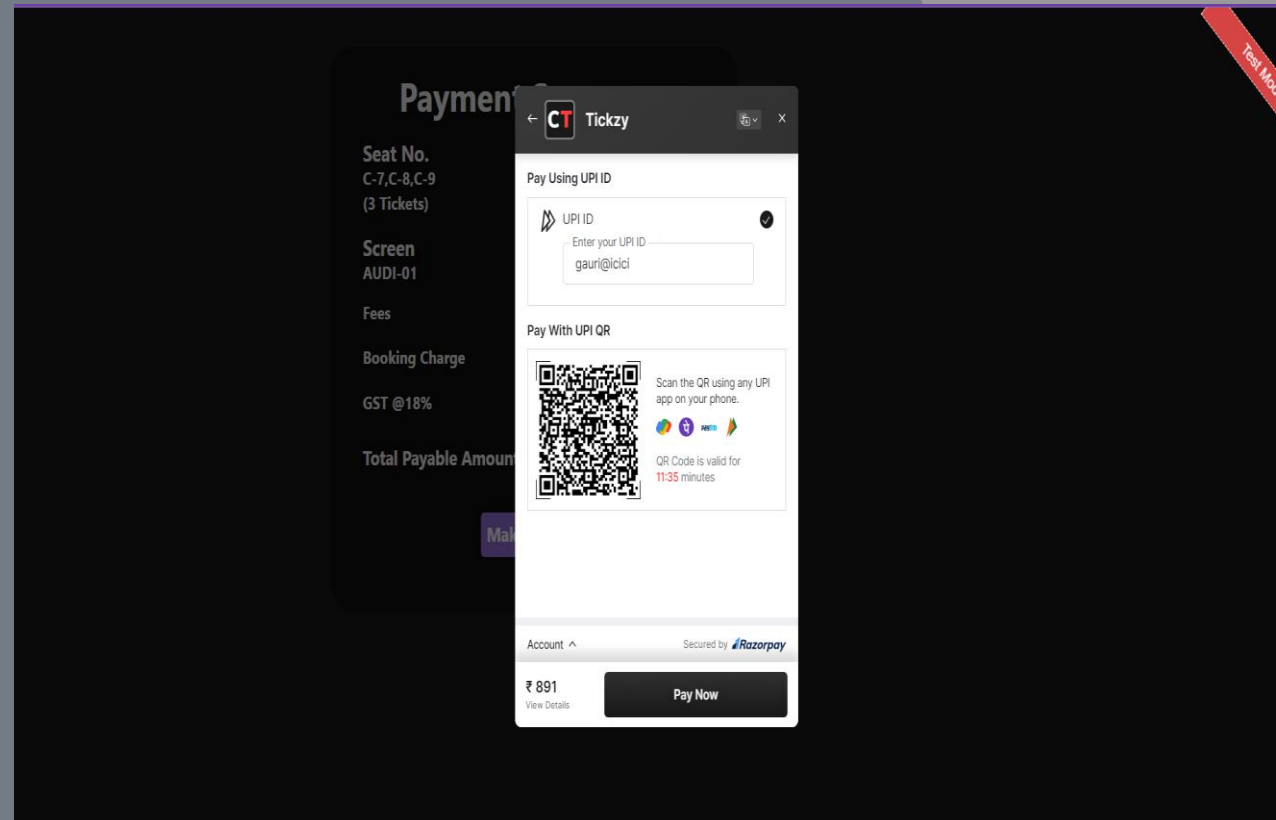 Test Mo
Payment
Seat No.
C-7,C-8,C-9
(3 Tickets)
Screen
AUDI-01
Fees
Booking Charge
GST @18%
Total Payable Amoun
Mak
CT Tickzy
X
Pay Using UPI ID
UPI ID
Enter your UPI ID
gauri@icici
Pay With UPI QR
Scan the QR using any UPI
app on your phone.
पे paytm
QR Code is valid for
11:35 minutes
Account
Secured by Razorpay
₹ 891
View Details
Pay Now